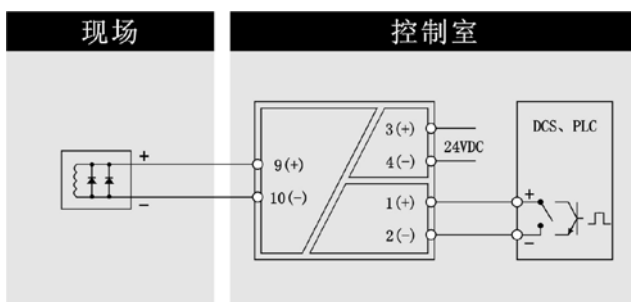 现场
控制室
3(+)
24VDC
4(-)
DCS、PLC
+
9(+)
10(-)
-
1(+)
2(-)
+
-